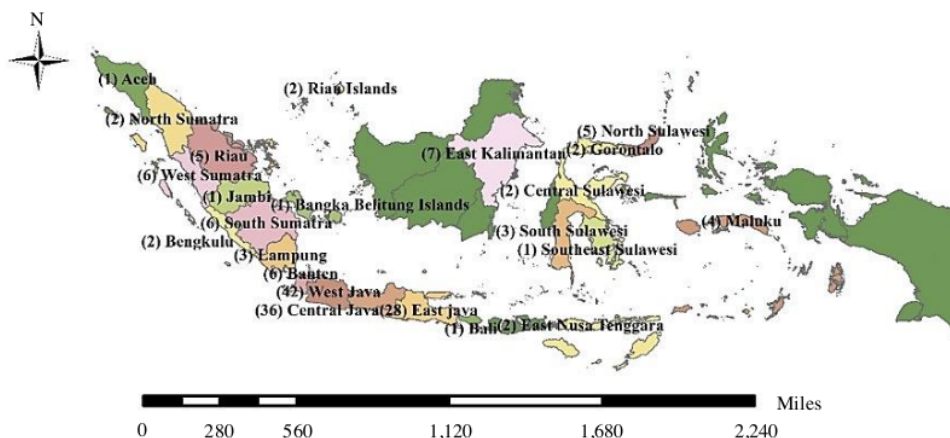 N
(1) Aceh
(2) Rian Islands
(2) North Sumatra
(5) North Sulawesi
(5) Riau
(7) East Kalimantan
(2) Gorontalo
(6) West Sumatra
(1) Jambi
(1) Bangka Belitung Islands
(2) Central Sulawesi
(6) South Sumatra
(4) Maluku
(2) Bengkulu
(3) South Sulawesi
(3) Lampung
(1) Southeast Sulawesi
(6) Banten
(42) West Java
(36) Central Java
(28) East java
(1) Bali
(2) East Nusa Tenggara
Miles
0 280 560 1,120 1,680 2,240